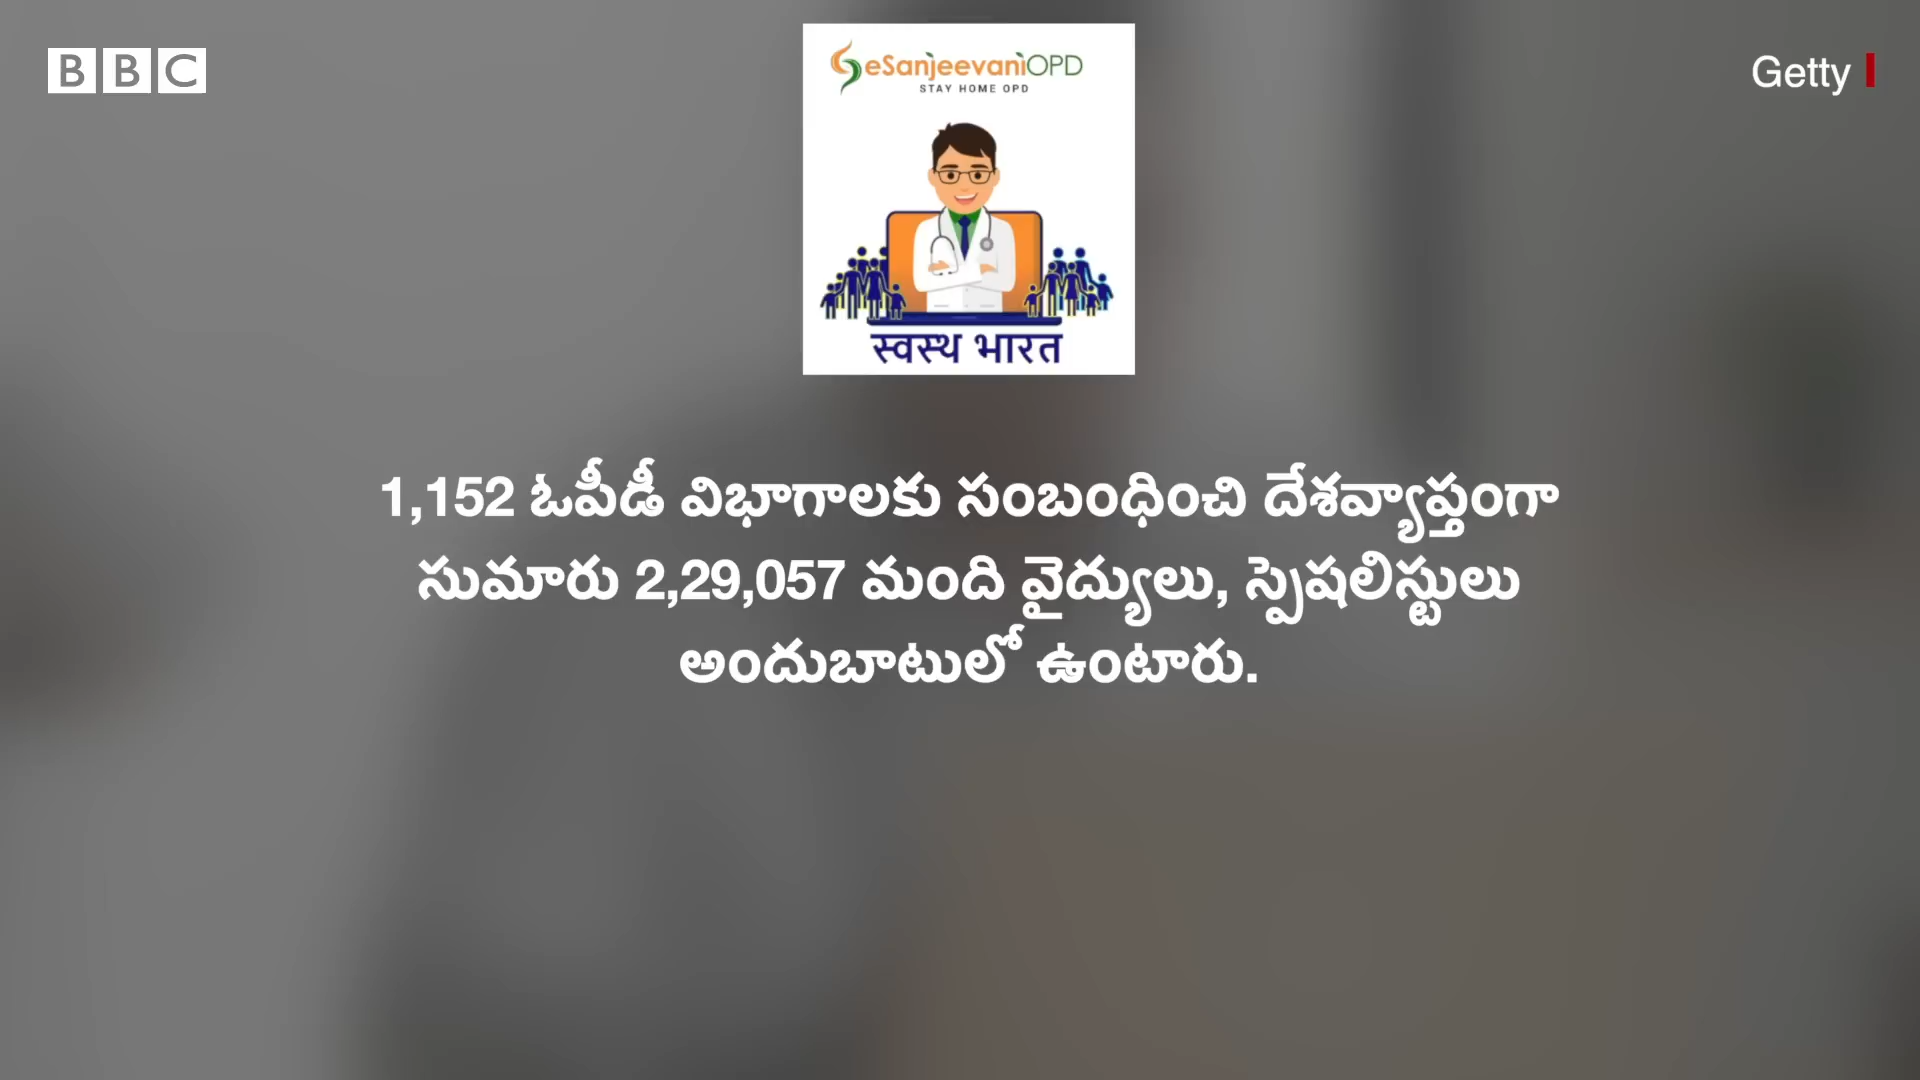 BBC
eSanjeevaniOPD
STAY HOME OPD
स्वस्थ भारत
Getty
1,152 ఓపీడీ విభాగాలకు సంబంధించి దేశవ్యాప్తంగా
సుమారు 2,29,057 మంది వైద్యులు, స్పెషలిస్టులు
అందుబాటులో ఉంటారు.